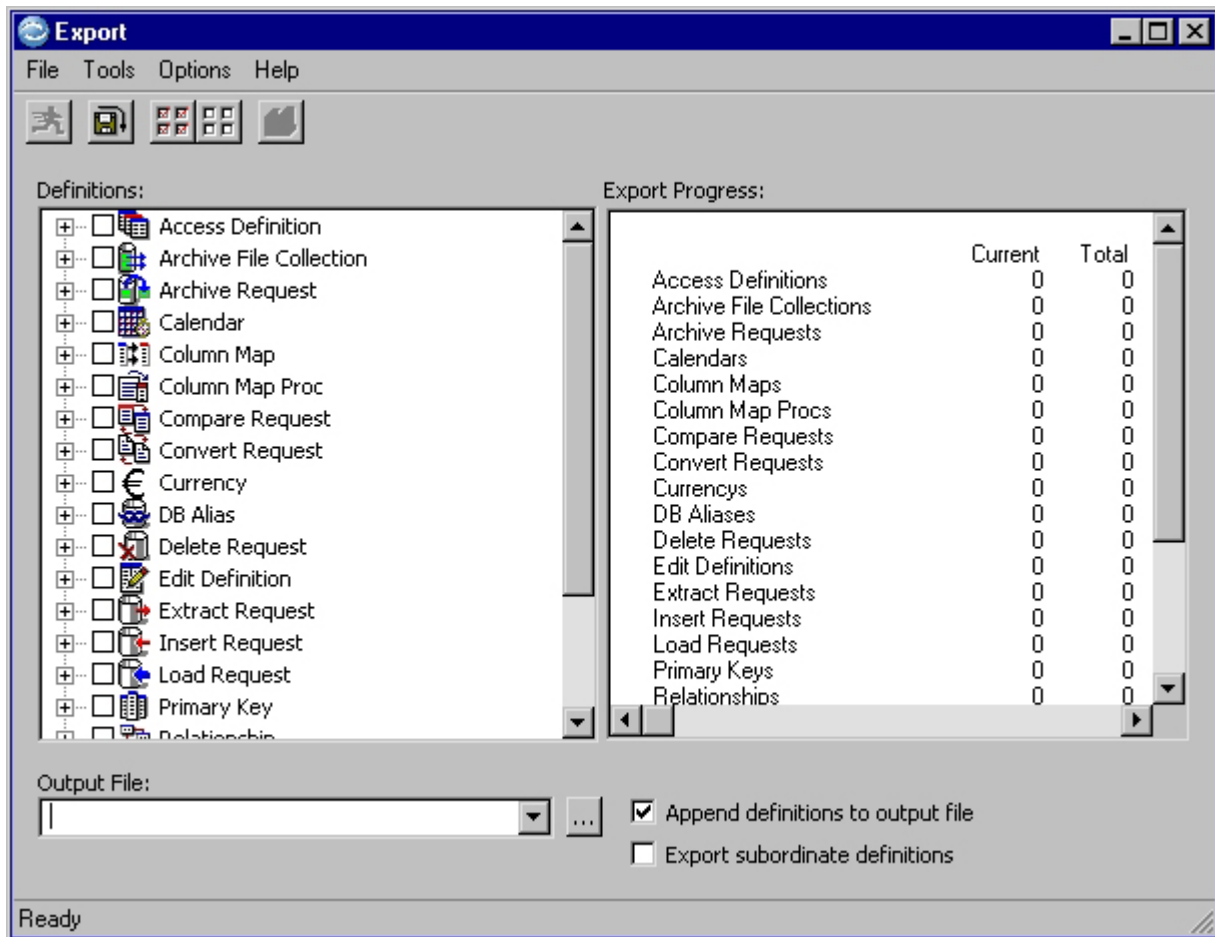 Export
File Tools Options Help
Definitions:
Access Definition
Archive File Collection
Archive Request
Calendar
Column Map
Column Map Proc
Compare Request
Convert Request
Currency
DB Alias
Delete Request
Edit Definition
Extract Request
Insert Request
Load Request
Primary Key
Relationship
Export Progress:
Current Total
Access Definitions 0 0
Archive File Collections 0 0
Archive Requests 0 0
Calendars 0 0
Column Maps 0 0
Column Map Procs 0 0
Compare Requests 0 0
Convert Requests 0 0
Currencys 0 0
DB Aliases 0 0
Delete Requests 0 0
Edit Definitions 0 0
Extract Requests 0 0
Insert Requests 0 0
Load Requests 0 0
Primary Keys 0 0
Relationships 0 0
Output File:
...
Append definitions to output file
Export subordinate definitions
Ready